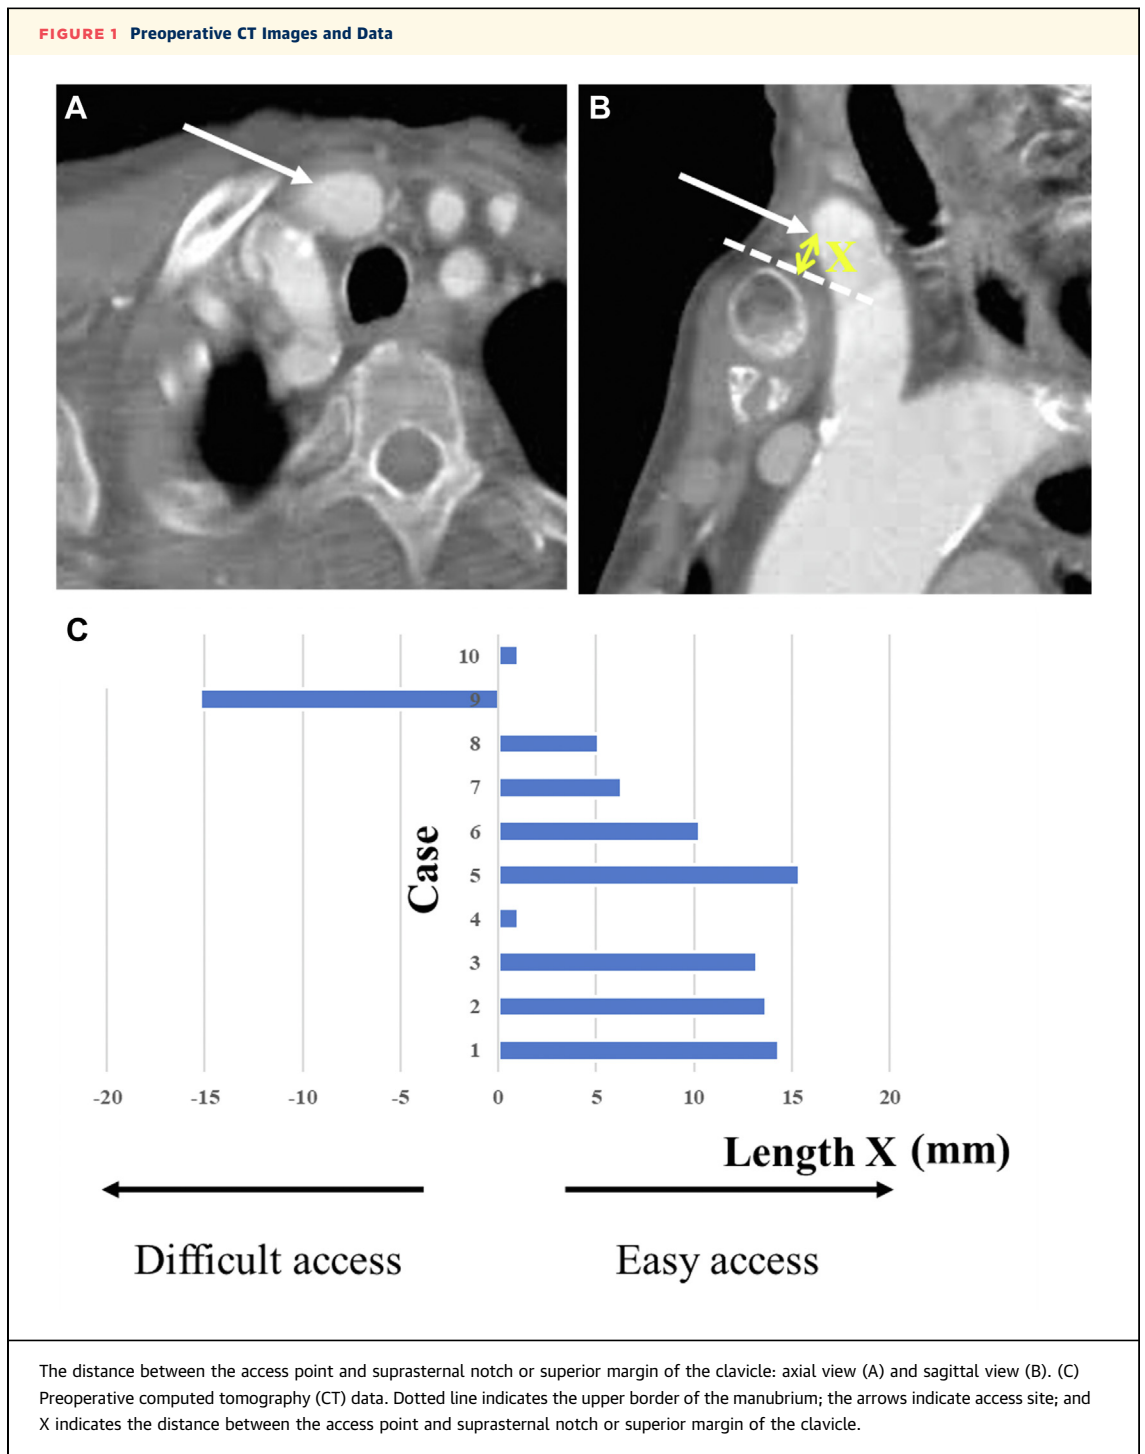 FIGURE 1 Preoperative CT Images and Data
A
B
X
C
10
9
8
7
6
5
4
3
2
1
Case
-20 -15 -10 -5 0 5 10 15 20
Length X (mm)
Difficult access Easy access
The distance between the access point and suprasternal notch or superior margin of the clavicle: axial view (A) and sagittal view (B). (C)
Preoperative computed tomography (CT) data. Dotted line indicates the upper border of the manubrium; the arrows indicate access site; and
X indicates the distance between the access point and suprasternal notch or superior margin of the clavicle.